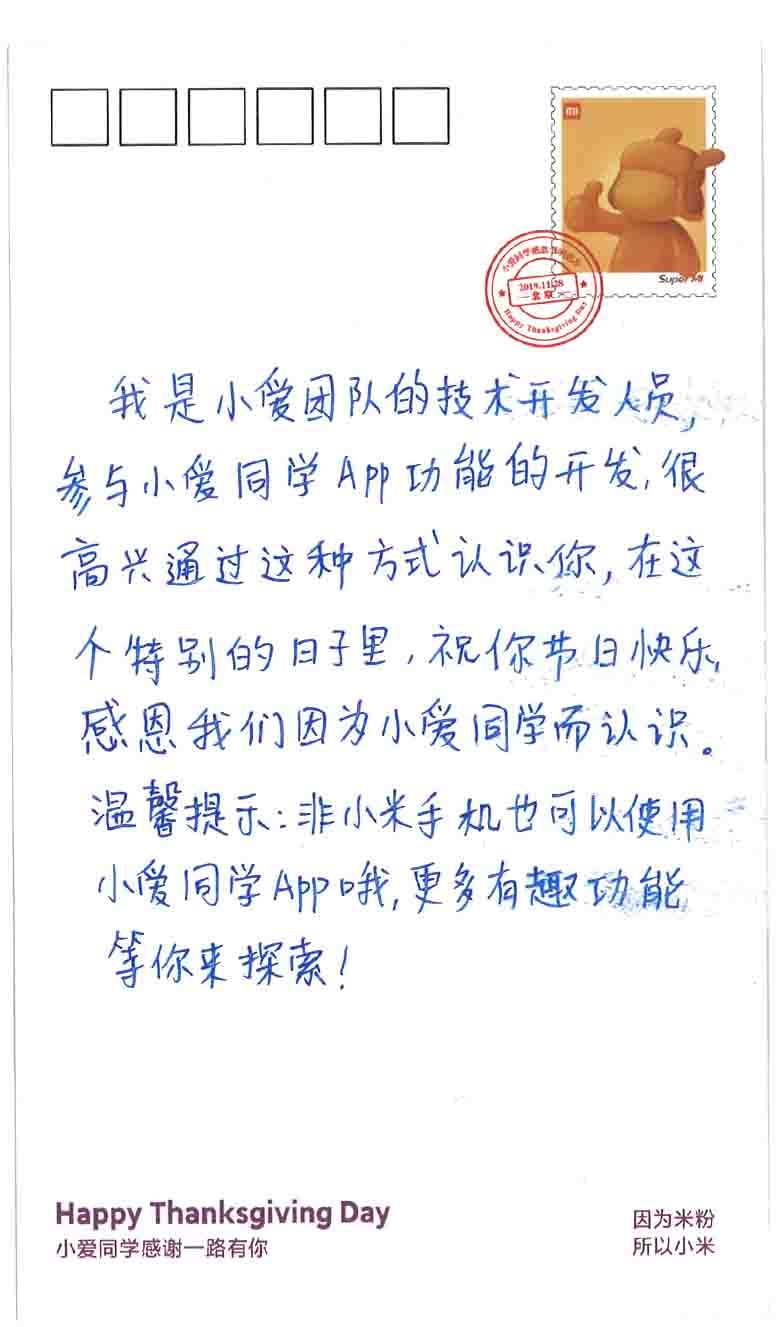 Super Mi
小爱同学感恩节明信片
2019.11.28
北京
Happy Thanksgiving Day
我是小爱团队的技术开发人员,
参与小爱同学App功能的开发,很
高兴通过这种方式认识你,在这
个特别的日子里,祝你节日快乐,
感恩我们因为小爱同学而认识。
温馨提示:非小米手机也可以使用
小爱同学App哦,更多有趣功能
等你来探索!
Happy Thanksgiving Day
小爱同学感谢一路有你
因为米粉
所以小米